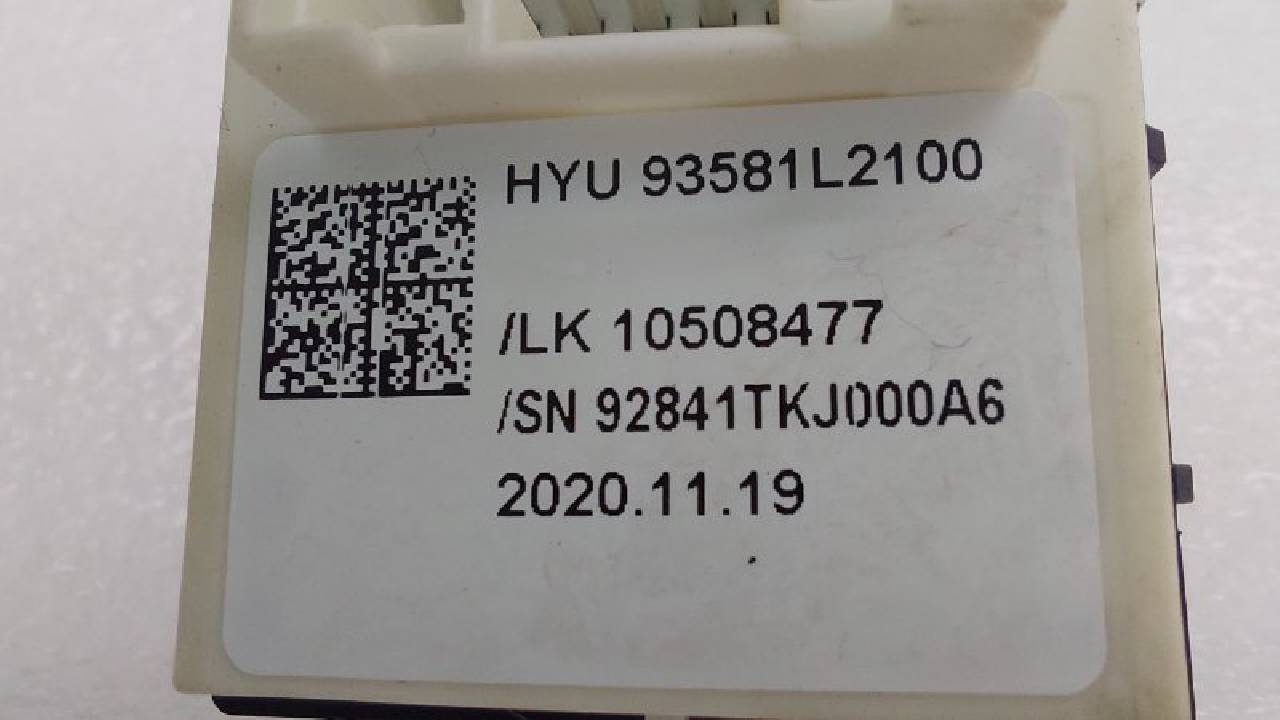 HYU 93581L2100
/LK 10508477
/SN 92841TKJ000A6
2020.11.19